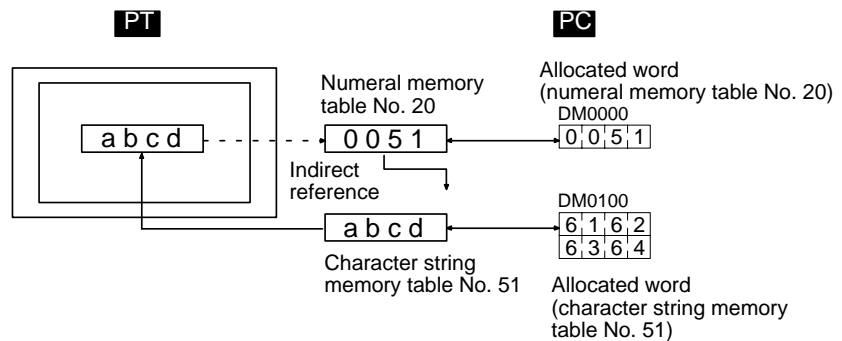 PT
PC
Numeral memory
table No. 20
Allocated word
(numeral memory table No. 20)
DM0000
a b c d
0 0 5 1
0 0 5 1
Indirect
reference
DM0100
a b c d
6 1 6 2
6 3 6 4
Character string
memory table No. 51
Allocated word
(character string memory
table No. 51)